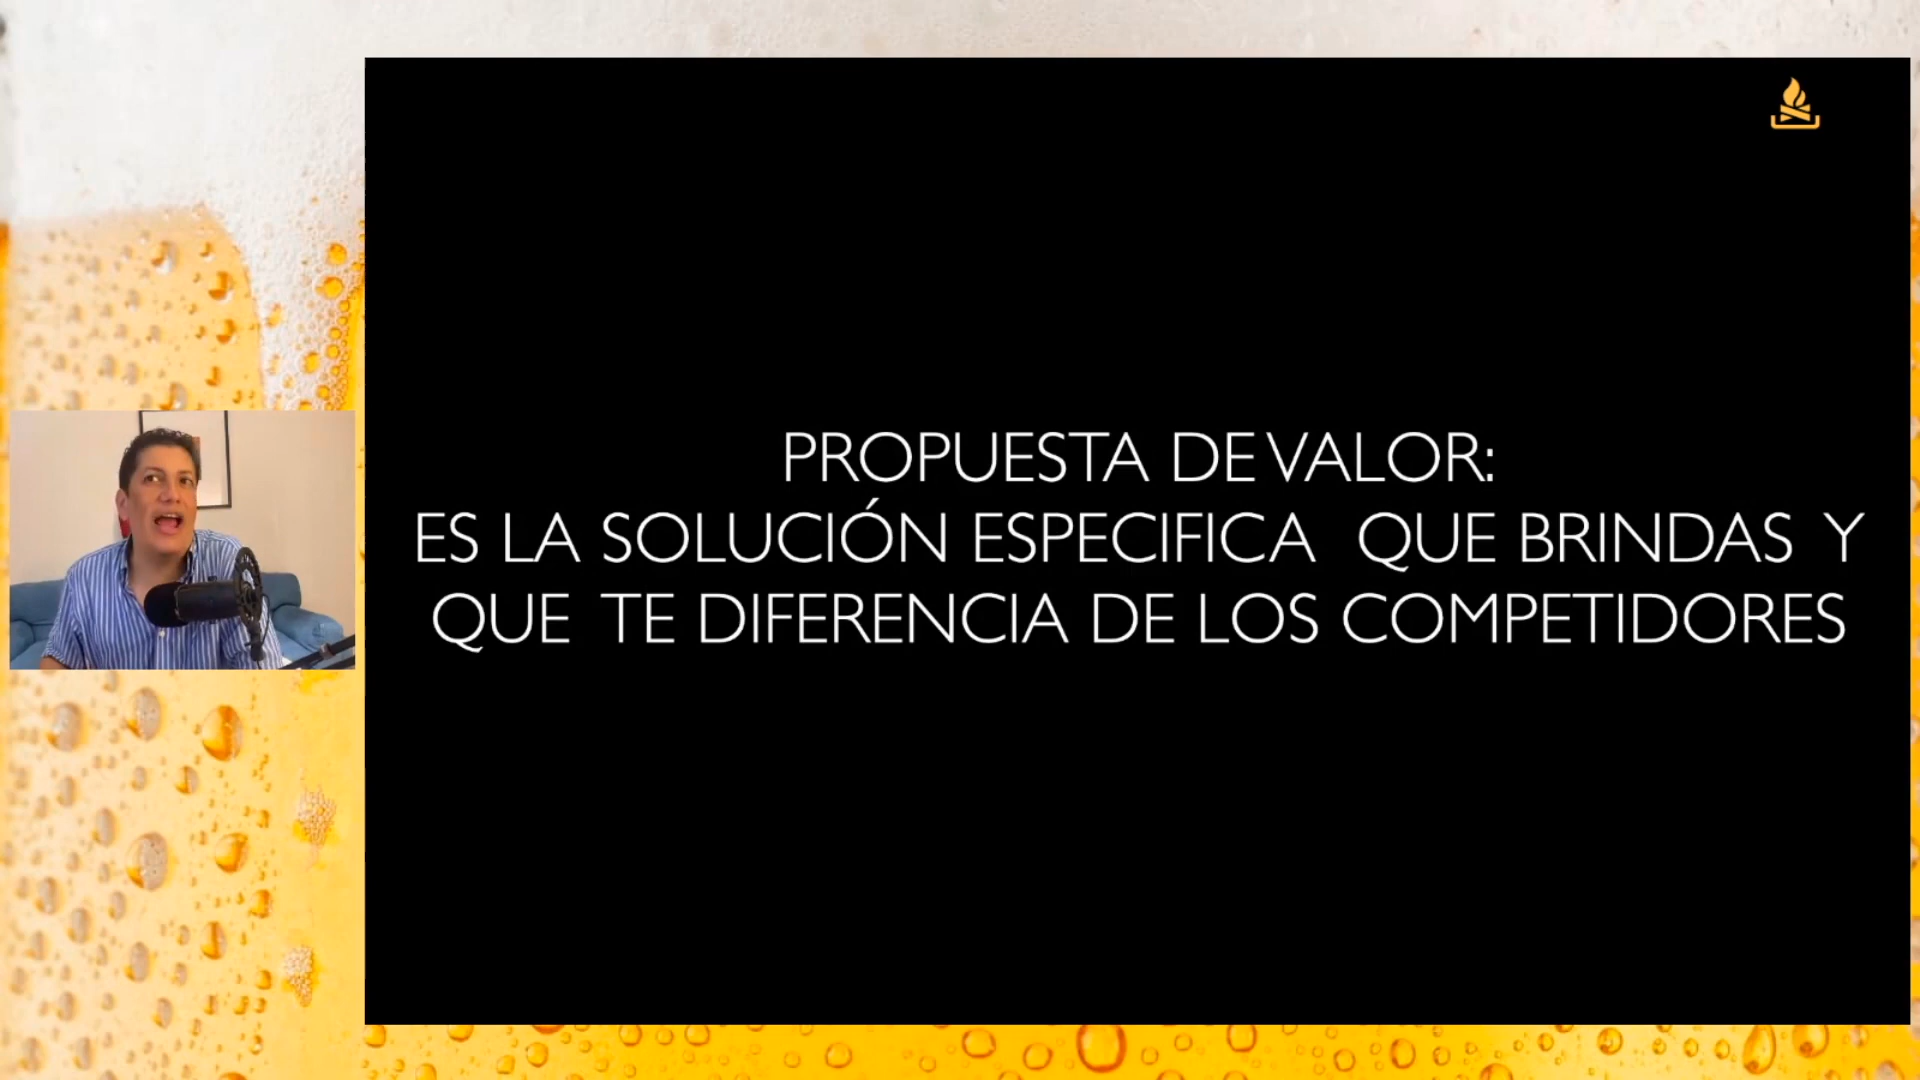 PROPUESTA DE VALOR:
ES LA SOLUCIÓN ESPECIFICA QUE BRINDAS Y
QUE TE DIFERENCIA DE LOS COMPETIDORES